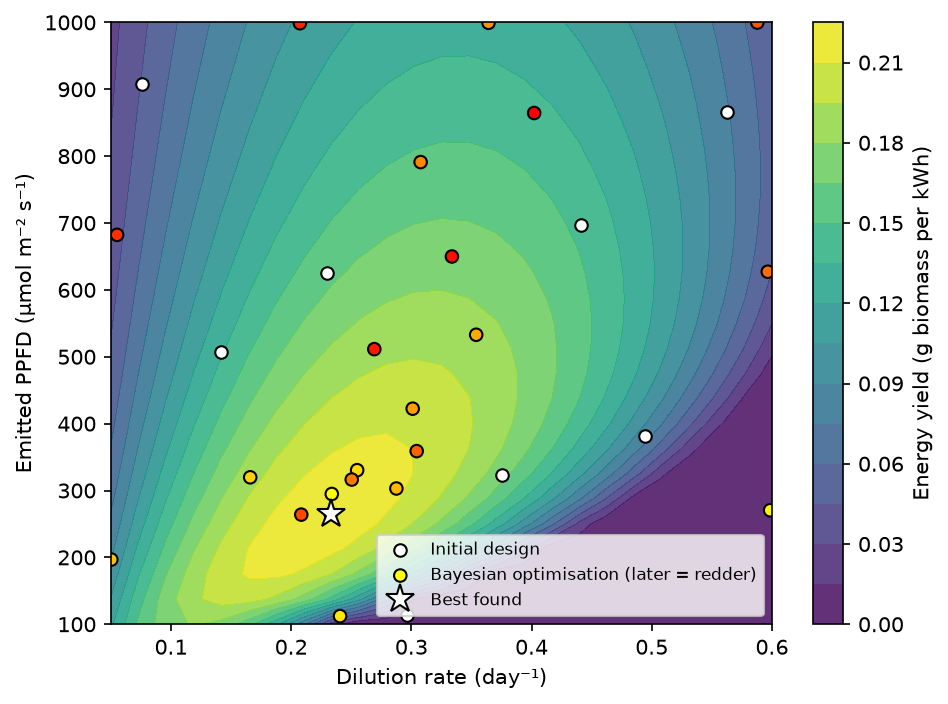 1000
900
800
700
600
500
400
300
200
100
Emitted PPFD (μmol m⁻² s⁻¹)
0.1 0.2 0.3 0.4 0.5 0.6
Dilution rate (day⁻¹)
Initial design
Bayesian optimisation (later = redder)
Best found
0.21
0.18
0.15
0.12
0.09
0.06
0.03
0.00
Energy yield (g biomass per kWh)